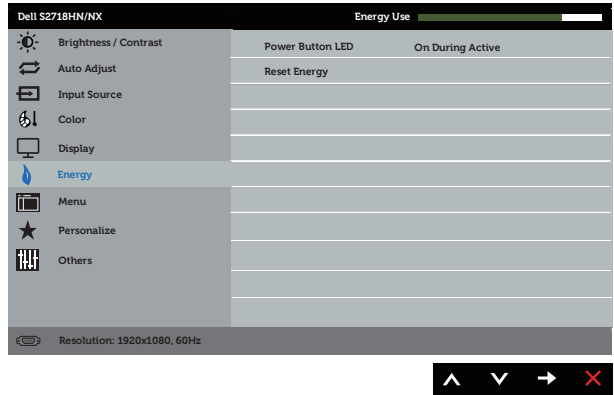 Dell S2718HN/NX Energy Use
Brightness / Contrast Power Button LED On During Active
Auto Adjust Reset Energy
Input Source
Color
Display
Energy
Menu
Personalize
Others
Resolution: 1920x1080, 60Hz